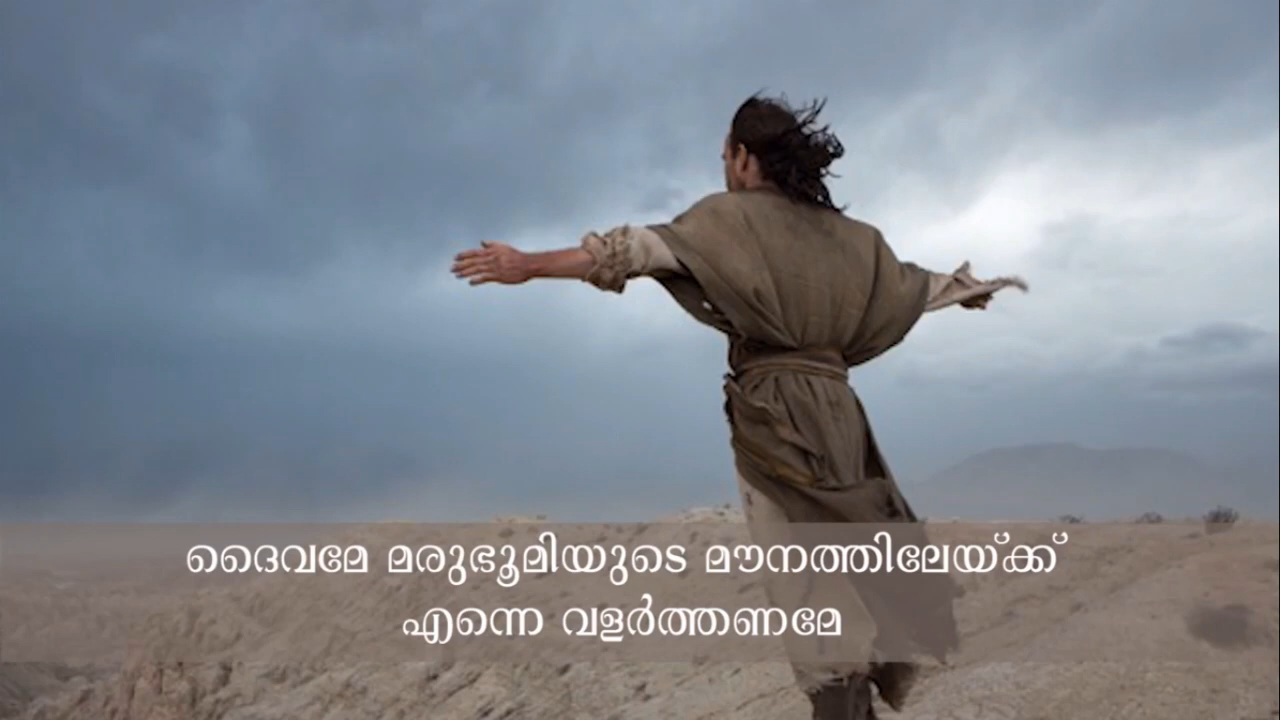 ദൈവമേ മരുഭൂമിയുടെ മൗനത്തിലേയ്ക്ക്
എന്നെ വളർത്തണമേ